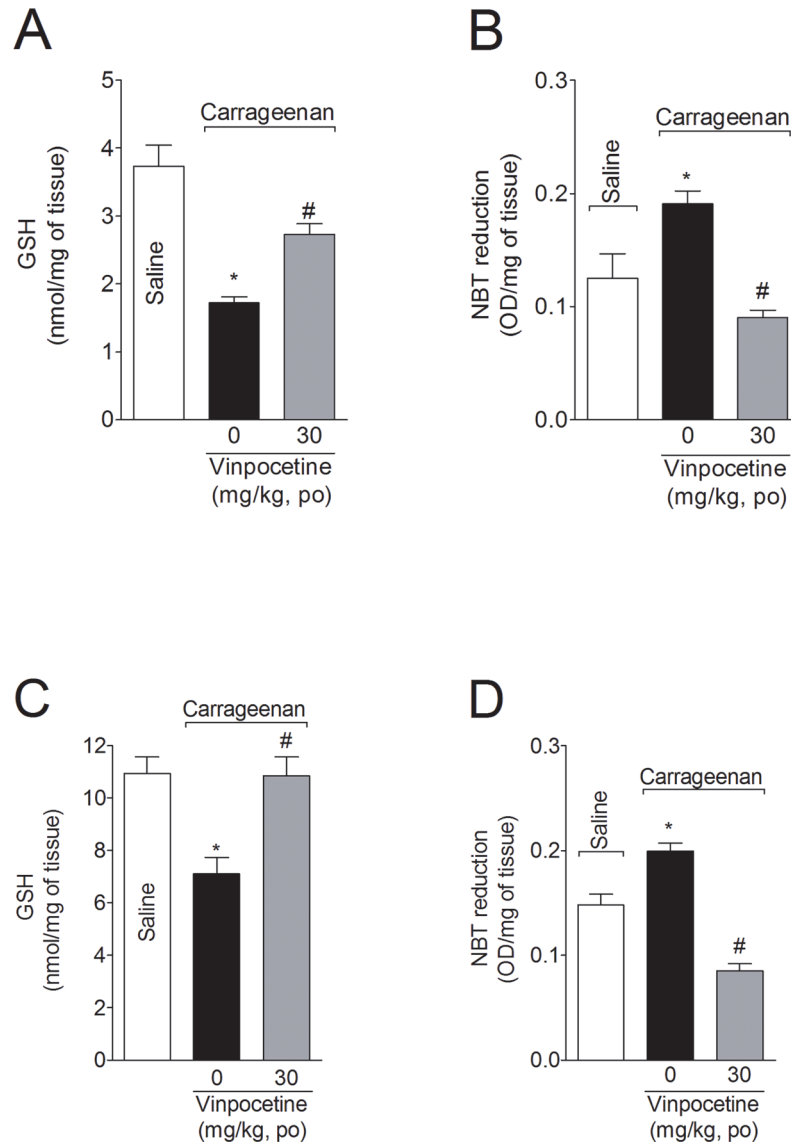 A
GSH
(nmol/mg of tissue)
5
4
3
2
1
0
Carrageenan
Saline
*
#
0 30
Vinpocetine
(mg/kg, po)
B
NBT reduction
(OD/mg of tissue)
0.3
0.2
0.1
0.0
Carrageenan
Saline
*
#
0 30
Vinpocetine
(mg/kg, po)
C
GSH
(nmol/mg of tissue)
12
10
8
6
4
2
0
Carrageenan
Saline
*
#
0 30
Vinpocetine
(mg/kg, po)
D
NBT reduction
(OD/mg of tissue)
0.3
0.2
0.1
0.0
Carrageenan
Saline
*
#
0 30
Vinpocetine
(mg/kg, po)